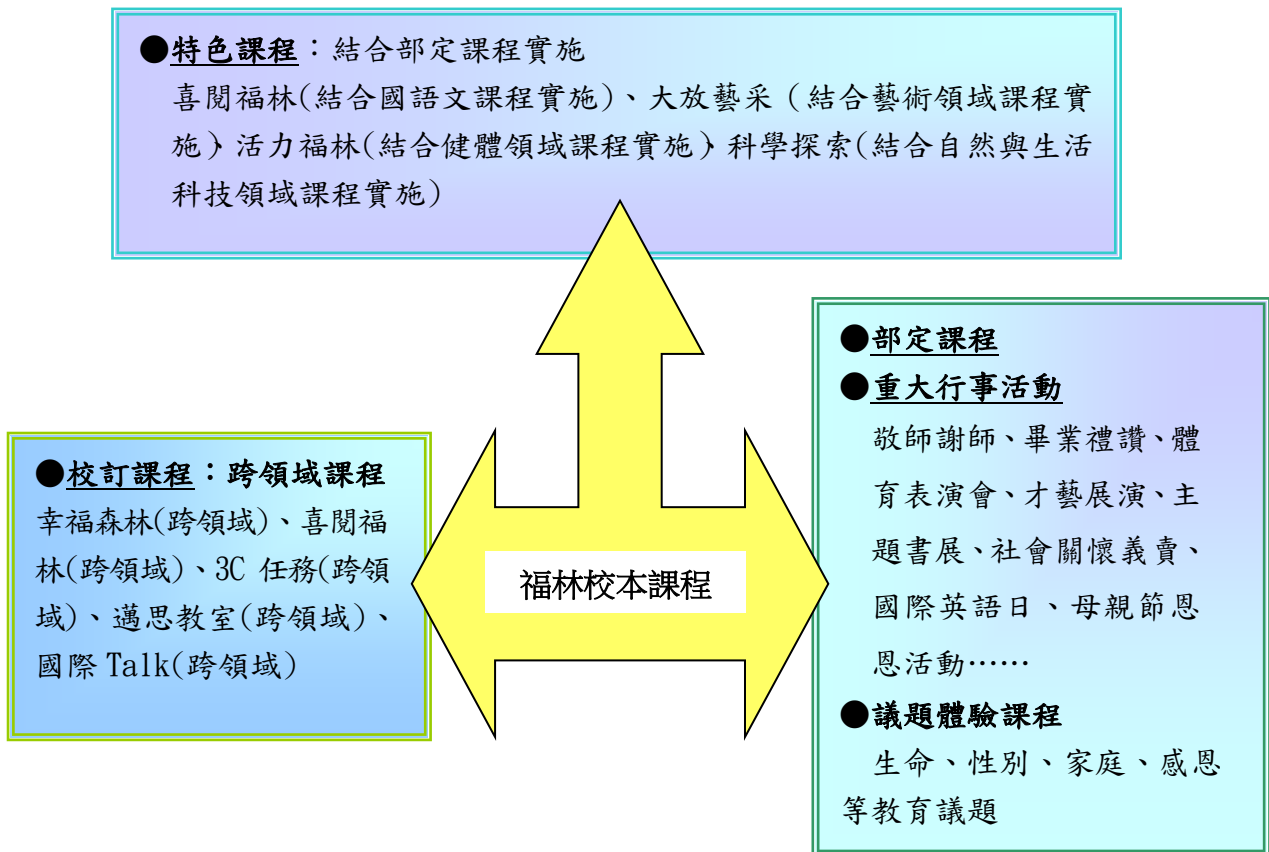 ●特色課程：結合部定課程實施
喜閱福林(結合國語文課程實施)、大放藝采（結合藝術領域課程實
施）、活力福林(結合健體領域課程實施）、科學探索(結合自然與生活
科技領域課程實施）
●校訂課程：跨領域課程
幸福森林(跨領域)、喜閱福
林(跨領域)、3C 任務(跨領
域)、邁思教室(跨領域)、
國際 Talk(跨領域)
福林校本課程
●部定課程
●重大行事活動
敬師謝師、畢業禮讚、體
育表演會、才藝展演、主
題書展、社會關懷義賣、
國際英語日、母親節恩
恩活動……
●議題體驗課程
生命、性別、家庭、感恩
等教育議題